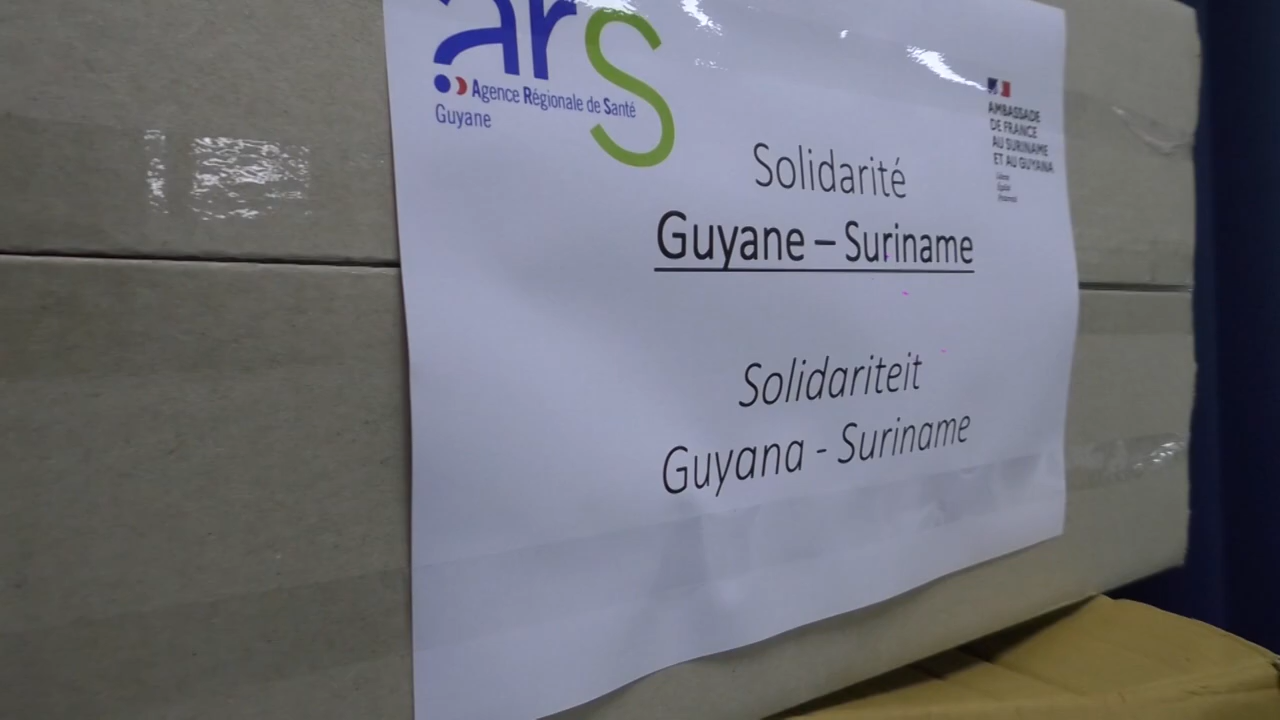 ars
Agence Régionale de Santé
Guyane
AMBASSADE
DE FRANCE
AU SURINAME
ET AU GUYANA
Solidarité
Guyane – Suriname
Solidariteit
Guyana - Suriname